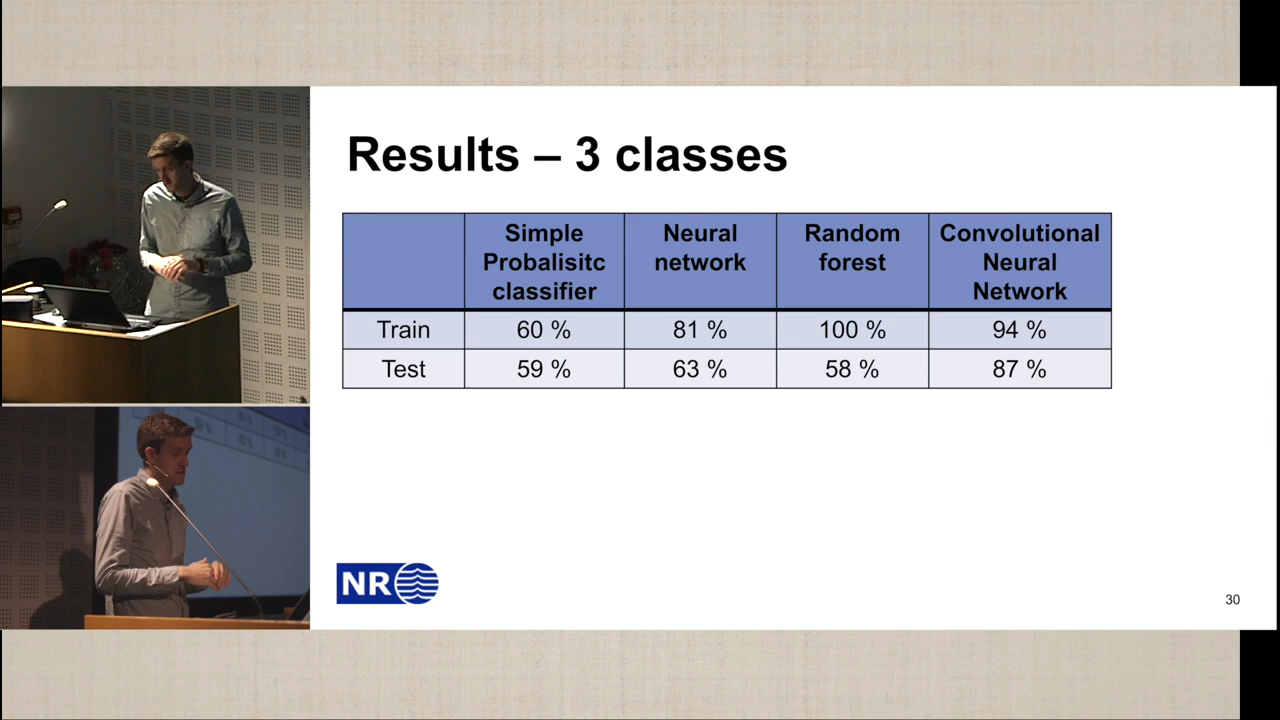 Results – 3 classes
Simple Probalisitc classifier Neural network Random forest Convolutional Neural Network
Train 60 % 81 % 100 % 94 %
Test 59 % 63 % 58 % 87 %
NR
30